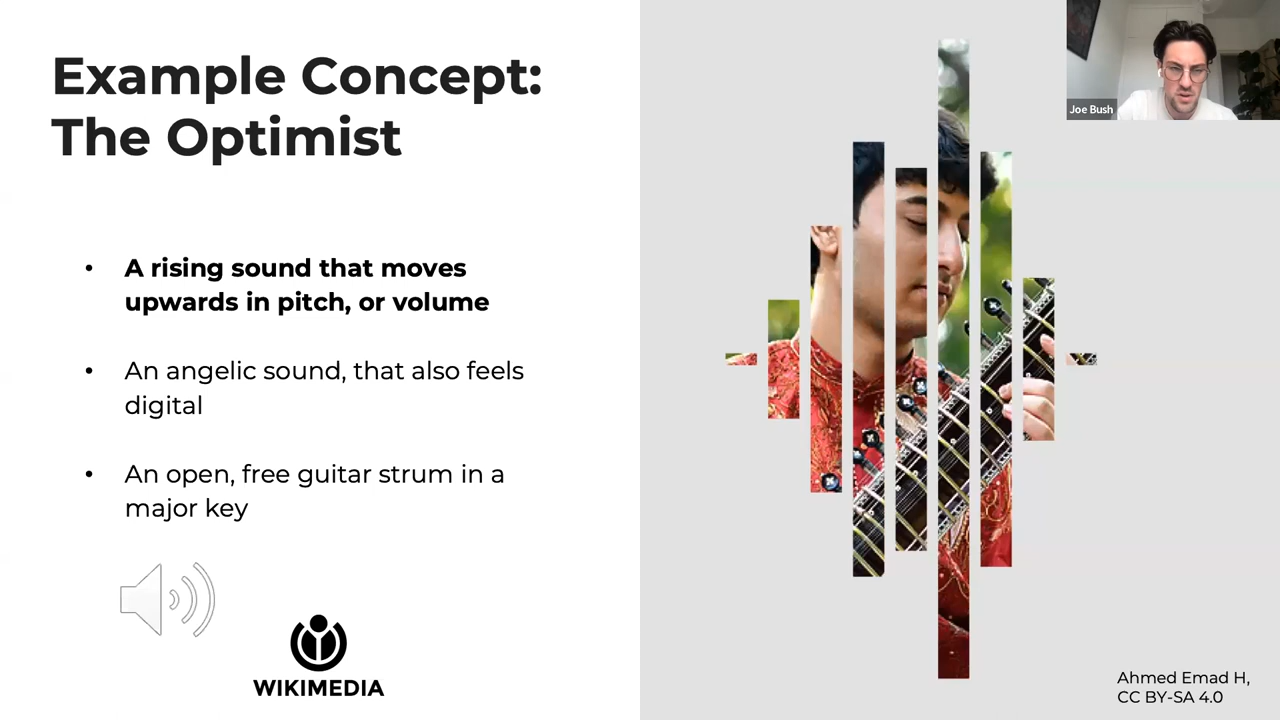 Example Concept:
The Optimist
• A rising sound that moves
upwards in pitch, or volume
• An angelic sound, that also feels
digital
• An open, free guitar strum in a
major key
WIKIMEDIA
Joe Bush
Ahmed Emad H,
CC BY-SA 4.0